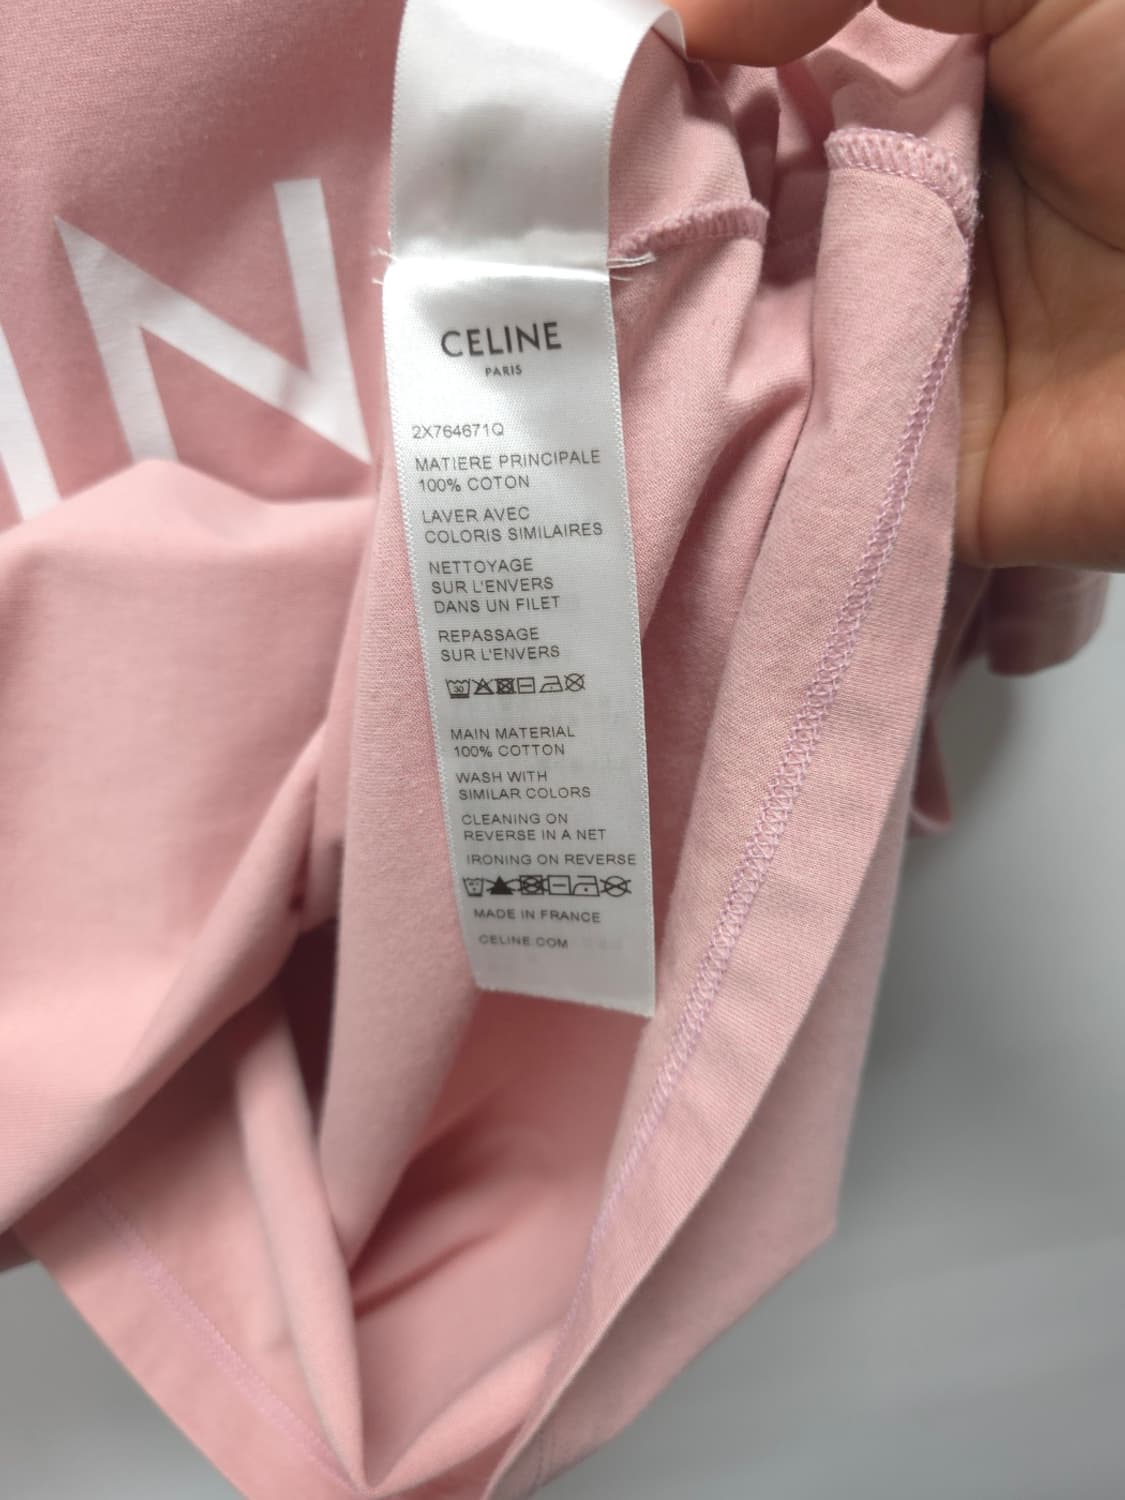 IN
CELINE
PARIS
2X764671Q
MATIERE PRINCIPALE
100% COTON
LAVER AVEC
COLORIS SIMILAIRES
NETTOYAGE
SUR L'ENVERS
DANS UN FILET
REPASSAGE
SUR L'ENVERS
30
MAIN MATERIAL
100% COTTON
WASH WITH
SIMILAR COLORS
CLEANING ON
REVERSE IN A NET
IRONING ON REVERSE
MADE IN FRANCE
CELINE.COM